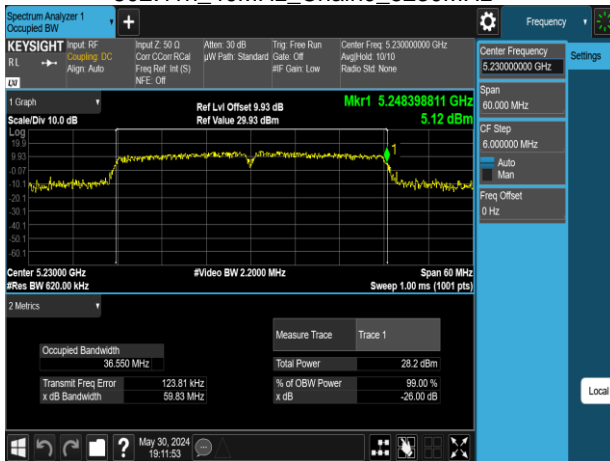 Spectrum Analyzer 1
Occupied BW
Frequency
KEYSIGHT
R L
Input: RF
Coupling: DC
Align: Auto
Input Z: 50 Ω
Corr CCorr RCal
Freq Ref: Int (S)
NFE: Off
Atten: 30 dB
µW Path: Standard
Trig: Free Run
Gate: Off
#IF Gain: Low
Center Freq: 5.230000000 GHz
Avg|Hold: 10/10
Radio Std: None
LXI
Center Frequency
5.230000000 GHz
Settings
Span
60.000 MHz
CF Step
6.000000 MHz
Auto
Man
Freq Offset
0 Hz
1 Graph
Scale/Div 10.0 dB
Ref Lvl Offset 9.93 dB
Ref Value 29.93 dBm
Mkr1 5.248398811 GHz
5.12 dBm
Log
19.9
9.93
-0.07
-10.1
-20.1
-30.1
-40.1
-50.1
-60.1
1
Center 5.23000 GHz
#Res BW 620.00 kHz
#Video BW 2.2000 MHz
Span 60 MHz
Sweep 1.00 ms (1001 pts)
2 Metrics
Measure Trace Trace 1
Occupied Bandwidth
36.550 MHz
Total Power 28.2 dBm
Transmit Freq Error 123.81 kHz
% of OBW Power 99.00 %
x dB Bandwidth 59.83 MHz
x dB -26.00 dB
Local
May 30, 2024
19:11:53